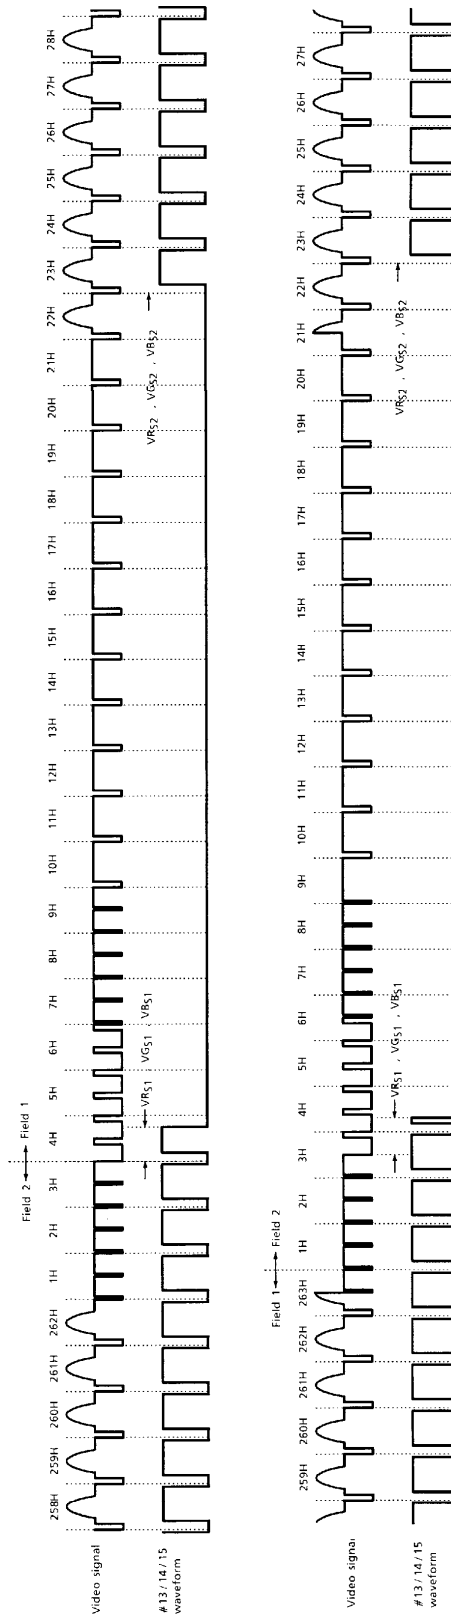 Field 2 Field 1
258H 259H 260H 261H 262H 1H 2H 3H 4H 5H 6H 7H 8H 9H 10H 11H 12H 13H 14H 15H 16H 17H 18H 19H 20H 21H 22H 23H 24H 25H 26H 27H 28H
Video signal
VRS1 , VGS1 , VBS1
VRS2 , VGS2 , VBS2
#13/14/15
waveform
Field 1 Field 2
259H 260H 261H 262H 263H 1H 2H 3H 4H 5H 6H 7H 8H 9H 10H 11H 12H 13H 14H 15H 16H 17H 18H 19H 20H 21H 22H 23H 24H 25H 26H 27H
Video signal
VRS1 , VGS1 , VBS1
VRS2 , VGS2 , VBS2
#13/14/15
waveform